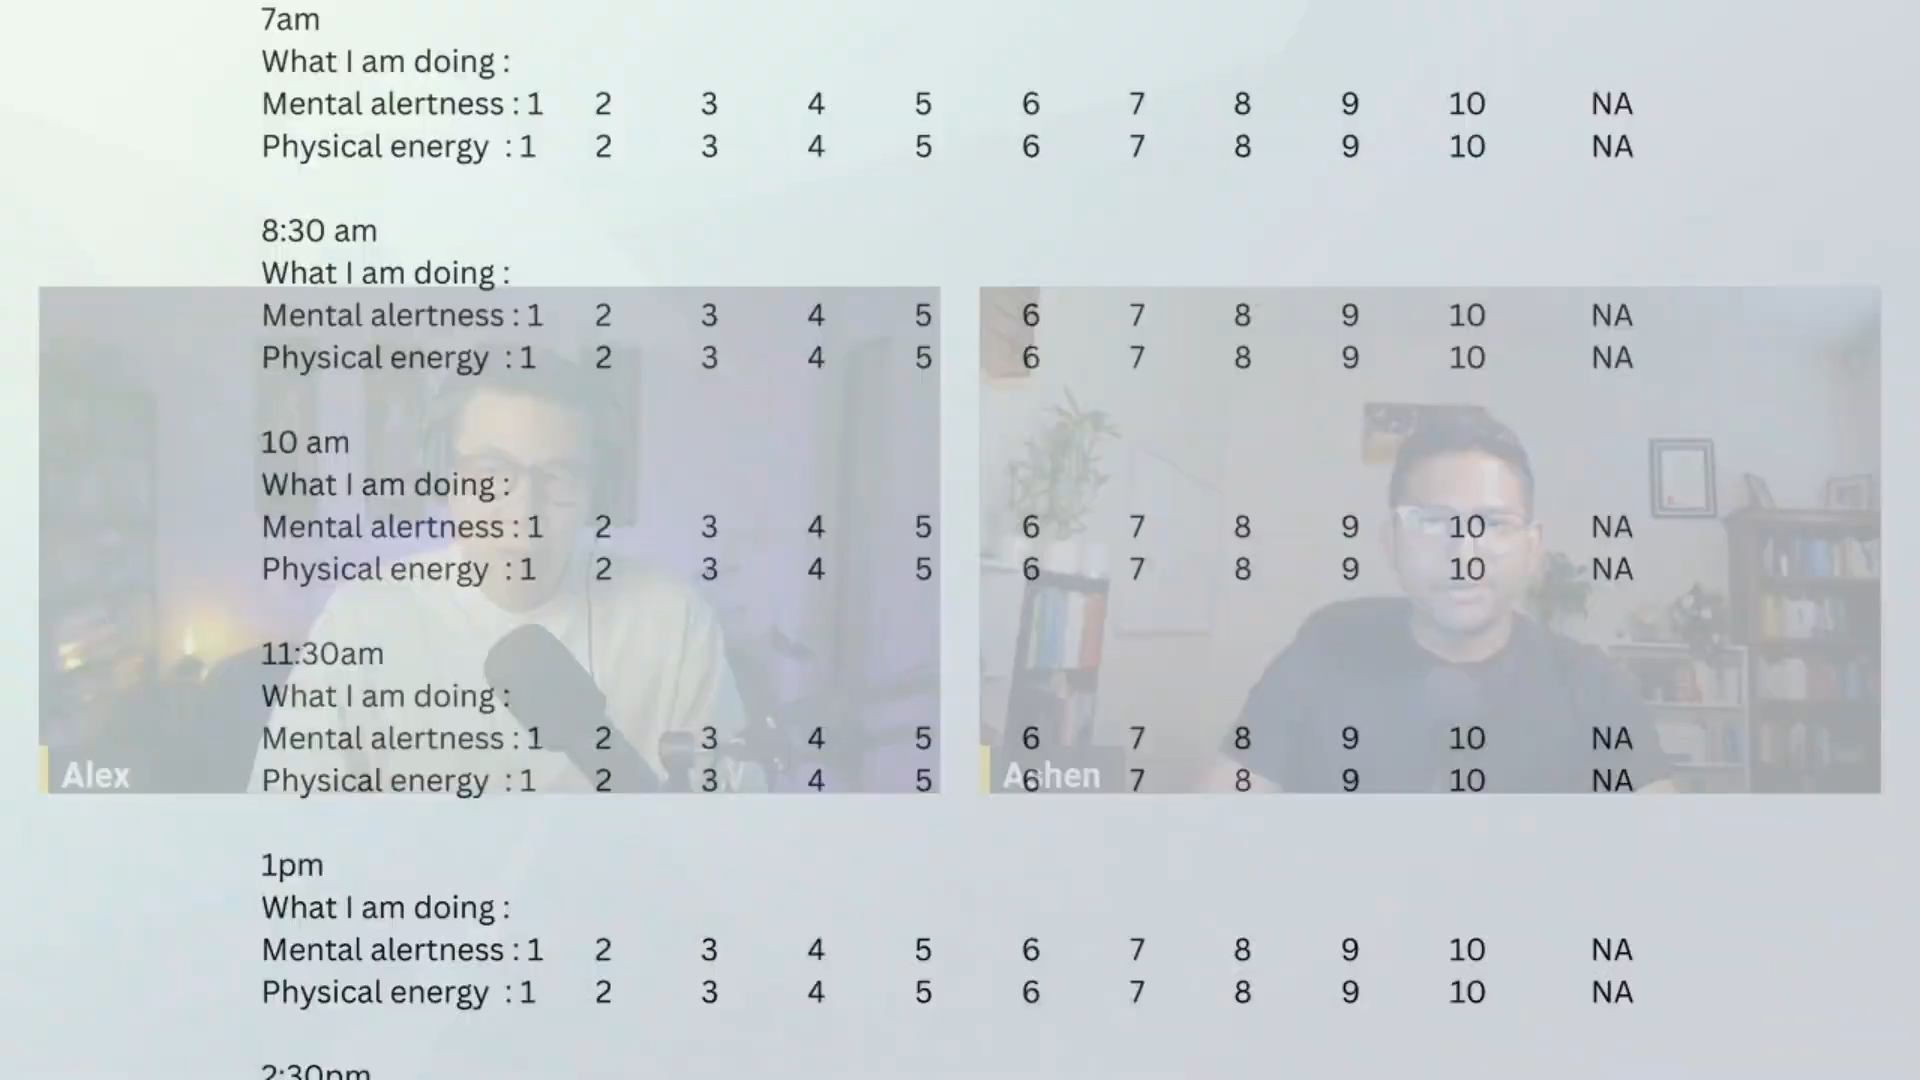 7am
What I am doing :
Mental alertness : 1 2 3 4 5 6 7 8 9 10 NA
Physical energy : 1 2 3 4 5 6 7 8 9 10 NA
8:30 am
What I am doing :
Mental alertness : 1 2 3 4 5 6 7 8 9 10 NA
Physical energy : 1 2 3 4 5 6 7 8 9 10 NA
10 am
What I am doing :
Mental alertness : 1 2 3 4 5 6 7 8 9 10 NA
Physical energy : 1 2 3 4 5 6 7 8 9 10 NA
11:30am
What I am doing :
Mental alertness : 1 2 3 4 5 6 7 8 9 10 NA
Physical energy : 1 2 3 4 5 6 7 8 9 10 NA
Alex
Ashen
1pm
What I am doing :
Mental alertness : 1 2 3 4 5 6 7 8 9 10 NA
Physical energy : 1 2 3 4 5 6 7 8 9 10 NA
2:30pm